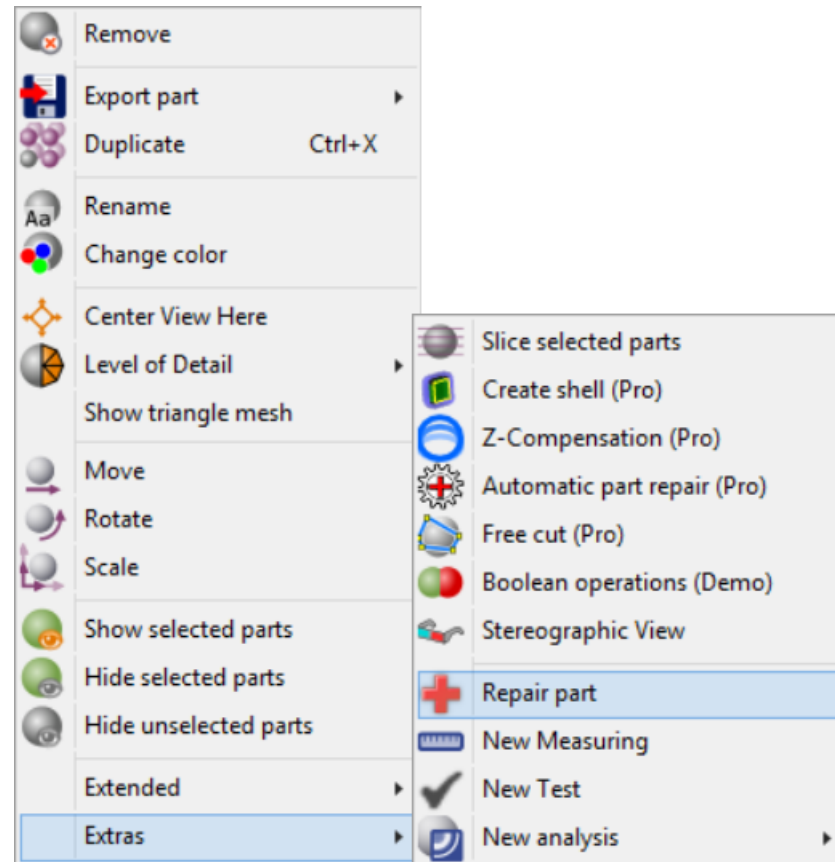 Remove
Export part
Duplicate Ctrl+X
Aa Rename
Change color
Center View Here
Level of Detail
Show triangle mesh
Move
Rotate
Scale
Show selected parts
Hide selected parts
Hide unselected parts
Extended
Extras
Slice selected parts
Create shell (Pro)
Z-Compensation (Pro)
Automatic part repair (Pro)
Free cut (Pro)
Boolean operations (Demo)
Stereographic View
Repair part
New Measuring
New Test
New analysis